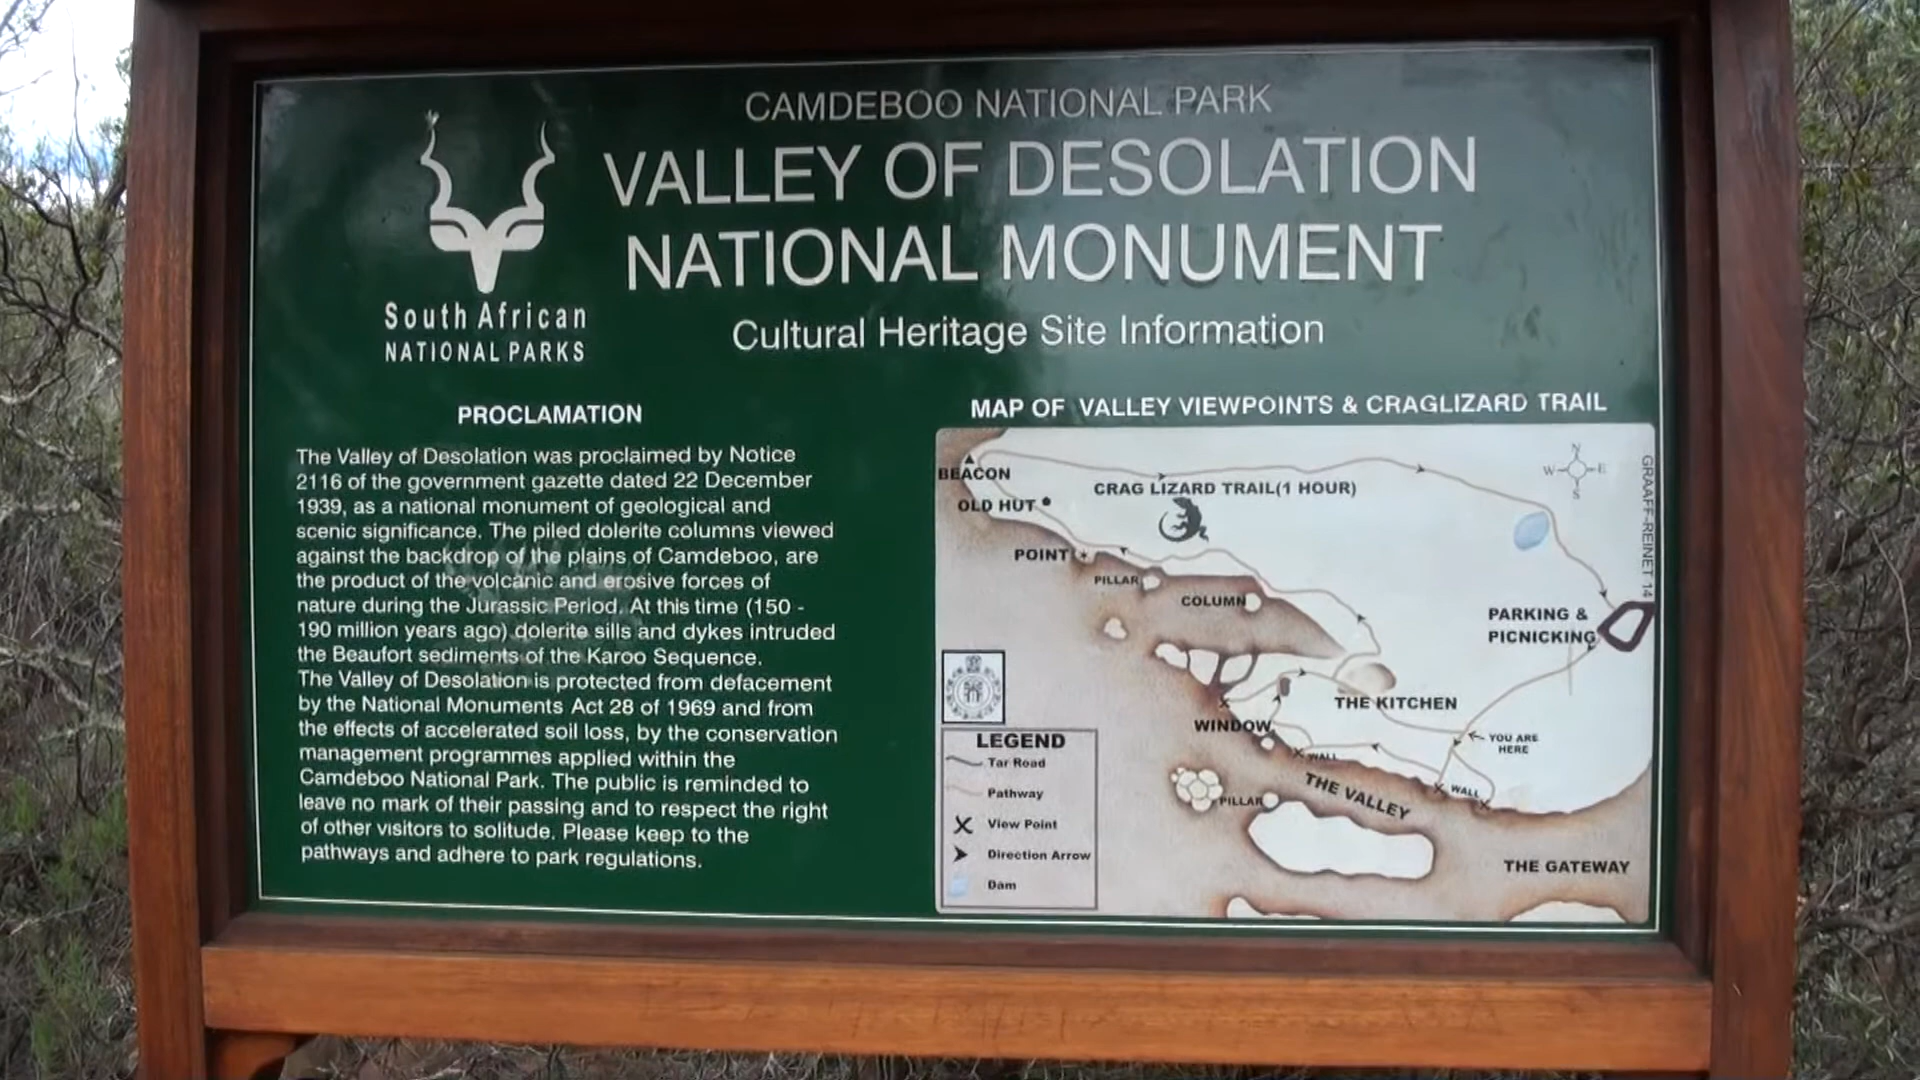 CAMDEBOO NATIONAL PARK
VALLEY OF DESOLATION
NATIONAL MONUMENT
Cultural Heritage Site Information
South African
NATIONAL PARKS
PROCLAMATION
The Valley of Desolation was proclaimed by Notice
2116 of the government gazette dated 22 December
1939, as a national monument of geological and
scenic significance. The piled dolerite columns viewed
against the backdrop of the plains of Camdeboo, are
the product of the volcanic and erosive forces of
nature during the Jurassic Period. At this time (150 -
190 million years ago) dolerite sills and dykes intruded
the Beaufort sediments of the Karoo Sequence.
The Valley of Desolation is protected from defacement
by the National Monuments Act 28 of 1969 and from
the effects of accelerated soil loss, by the conservation
management programmes applied within the
Camdeboo National Park. The public is reminded to
leave no mark of their passing and to respect the right
of other visitors to solitude. Please keep to the
pathways and adhere to park regulations.
MAP OF VALLEY VIEWPOINTS & CRAGLIZARD TRAIL
N
W E
S
GRAAFF-REINET 14
BEACON
CRAG LIZARD TRAIL(1 HOUR)
OLD HUT
POINT
PILLAR
COLUMN
PARKING &
PICNICKING
THE KITCHEN
WINDOW
YOU ARE
HERE
WALL
THE VALLEY
WALL
PILLAR
THE GATEWAY
LEGEND
Tar Road
Pathway
View Point
Direction Arrow
Dam